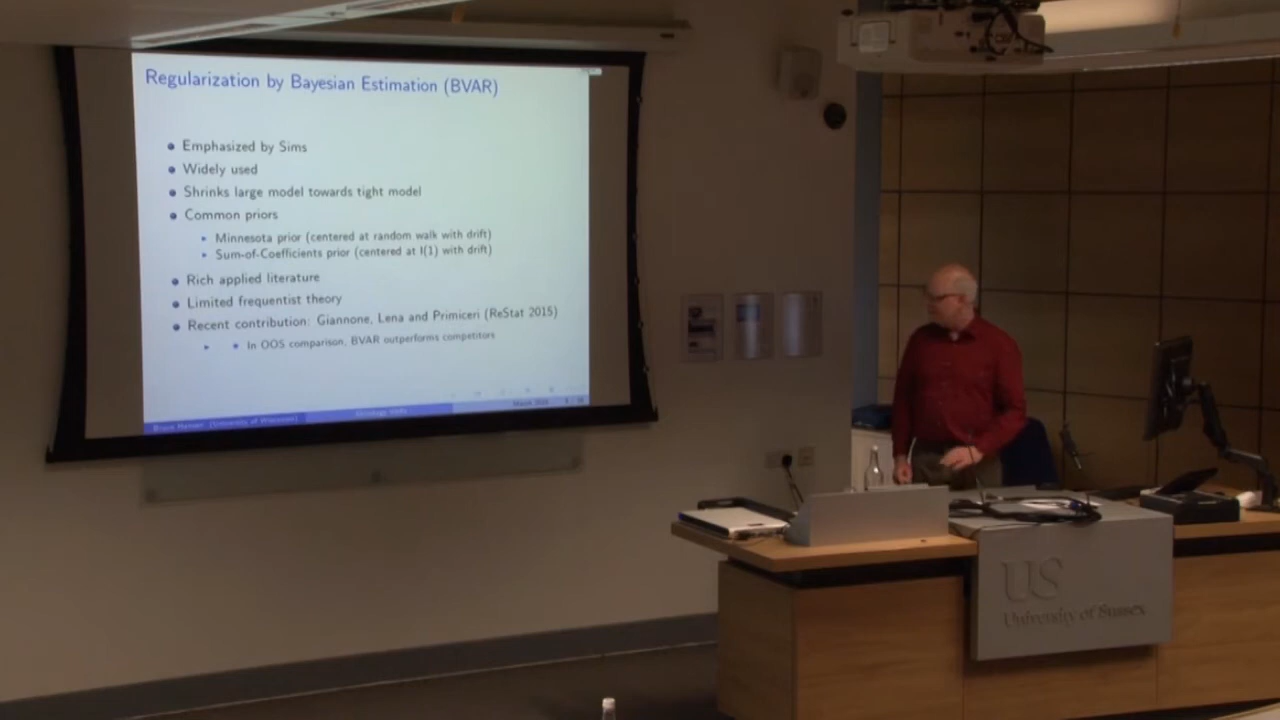 Regularization by Bayesian Estimation (BVAR)
Emphasized by Sims
Widely used
Shrinks large model towards tight model
Common priors
Minnesota prior (centered at random walk with drift)
Sum-of-Coefficients prior (centered at I(1) with drift)
Rich applied literature
Limited frequentist theory
Recent contribution: Giannone, Lena and Primiceri (ReStat 2015)
In OOS comparison, BVAR outperforms competitors
(University of Wisconsin)
US
University of Sussex